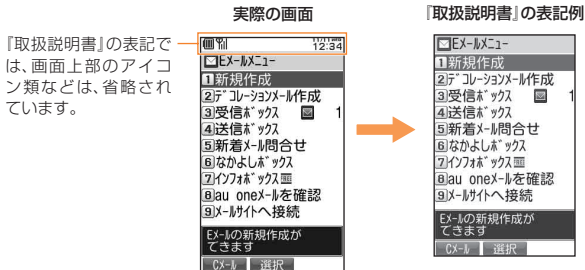 実際の画面
『取扱説明書』の表記例
『取扱説明書』の表記で
は、画面上部のアイコ
ン類などは、省略され
ています。
12:34
Eメールメニュー
1新規作成
2デコレーションメール作成
3受信ボックス 1
4送信ボックス
5新着メール問合せ
6なかよしボックス
7インフォボックス
8au oneメールを確認
9メールサイトへ接続
Eメールの新規作成が
できます
Cメール 選択
Eメールメニュー
1新規作成
2デコレーションメール作成
3受信ボックス 1
4送信ボックス
5新着メール問合せ
6なかよしボックス
7インフォボックス
8au oneメールを確認
9メールサイトへ接続
Eメールの新規作成が
できます
Cメール 選択